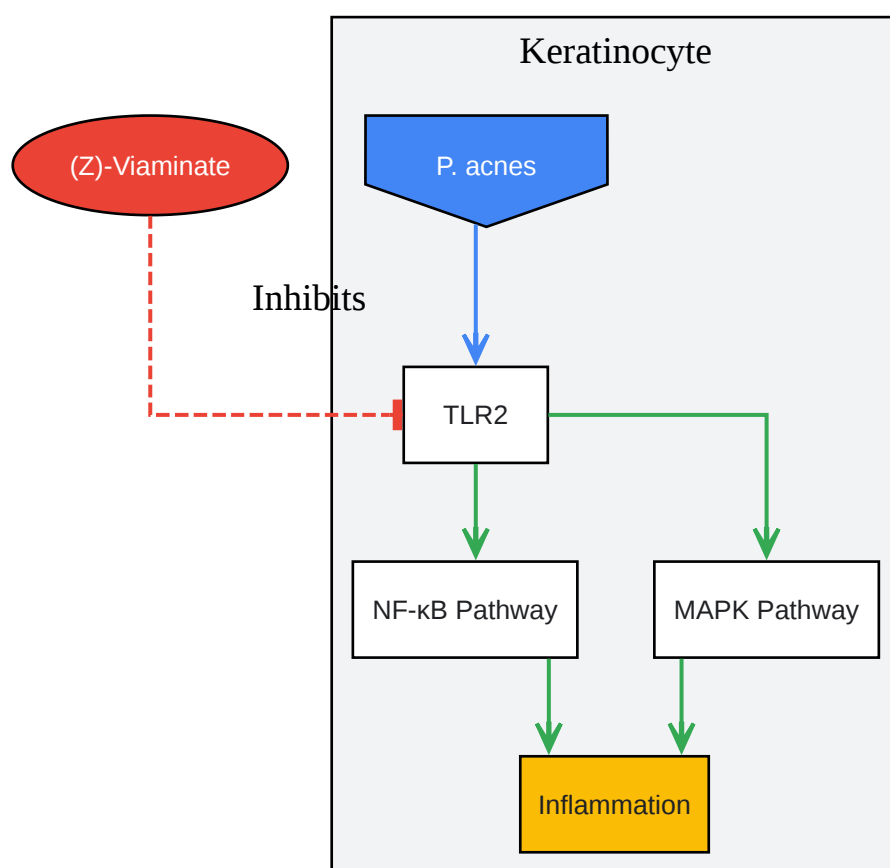 Keratinocyte
(Z)-Viaminate
P. acnes
Inhibits
TLR2
NF-κB Pathway
MAPK Pathway
Inflammation